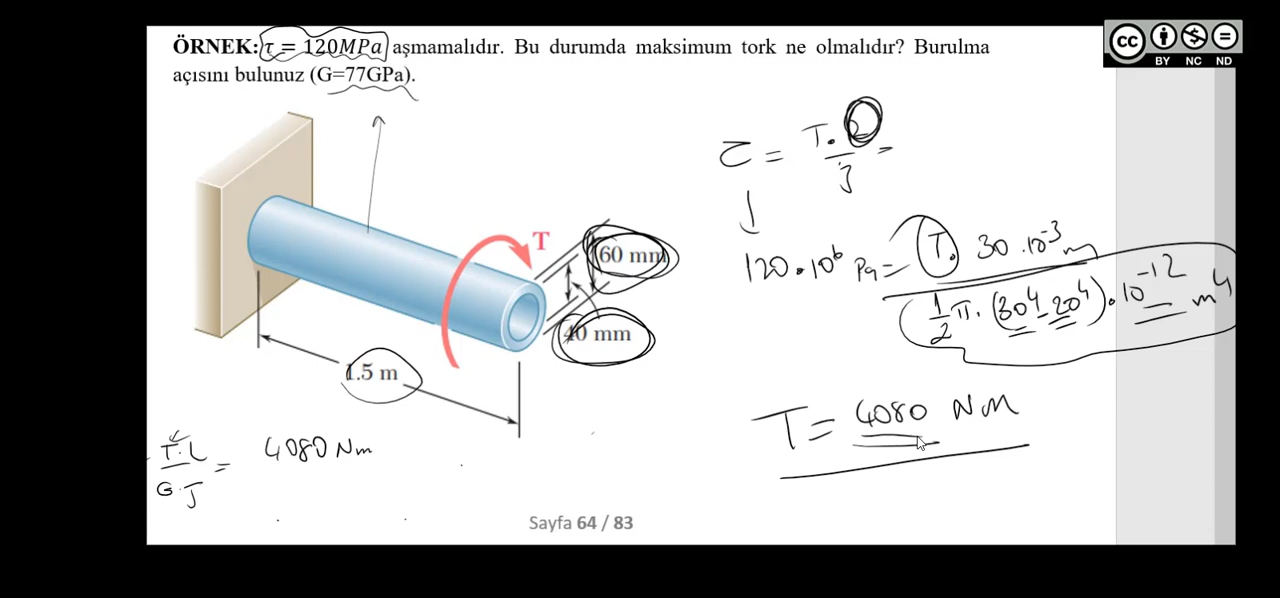 ÖRNEK: τ = 120MPa aşmamalıdır. Bu durumda maksimum tork ne olmalıdır? Burulma
açısını bulunuz (G=77GPa).
cc BY NC ND
τ = T.
J
=
120.10⁶ Pa = T. 30.10⁻³ m
1/2 π. (30⁴-20⁴).10⁻¹² m⁴
T
60 mm
40 mm
1.5 m
T = 4080 Nm
T.L
G.J
= 4080 Nm
Sayfa 64 / 83